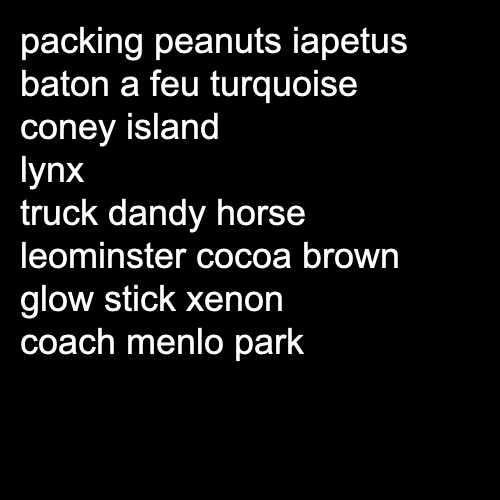 packing peanuts iapetus
baton a feu turquoise
coney island
lynx
truck dandy horse
leominster cocoa brown
glow stick xenon
coach menlo park